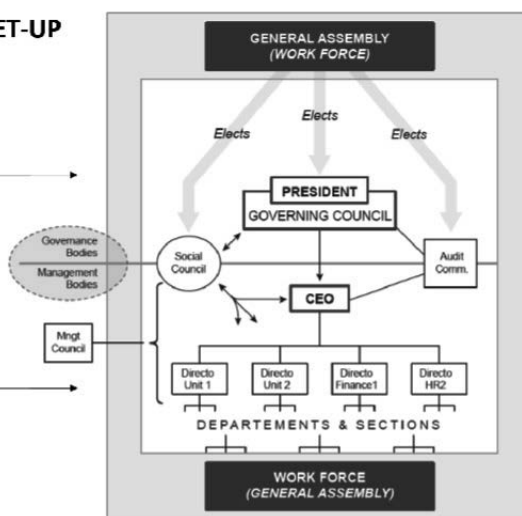 ET-UP
GENERAL ASSEMBLY
(WORK FORCE)
Elects
Elects
Elects
PRESIDENT
GOVERNING COUNCIL
Governance
Bodies
Management
Bodies
Social
Council
Audit
Comm.
CEO
Mngt
Council
Directo
Unit 1
Directo
Unit 2
Directo
Finance1
Directo
HR2
DEPARTEMENTS & SECTIONS
WORK FORCE
(GENERAL ASSEMBLY)